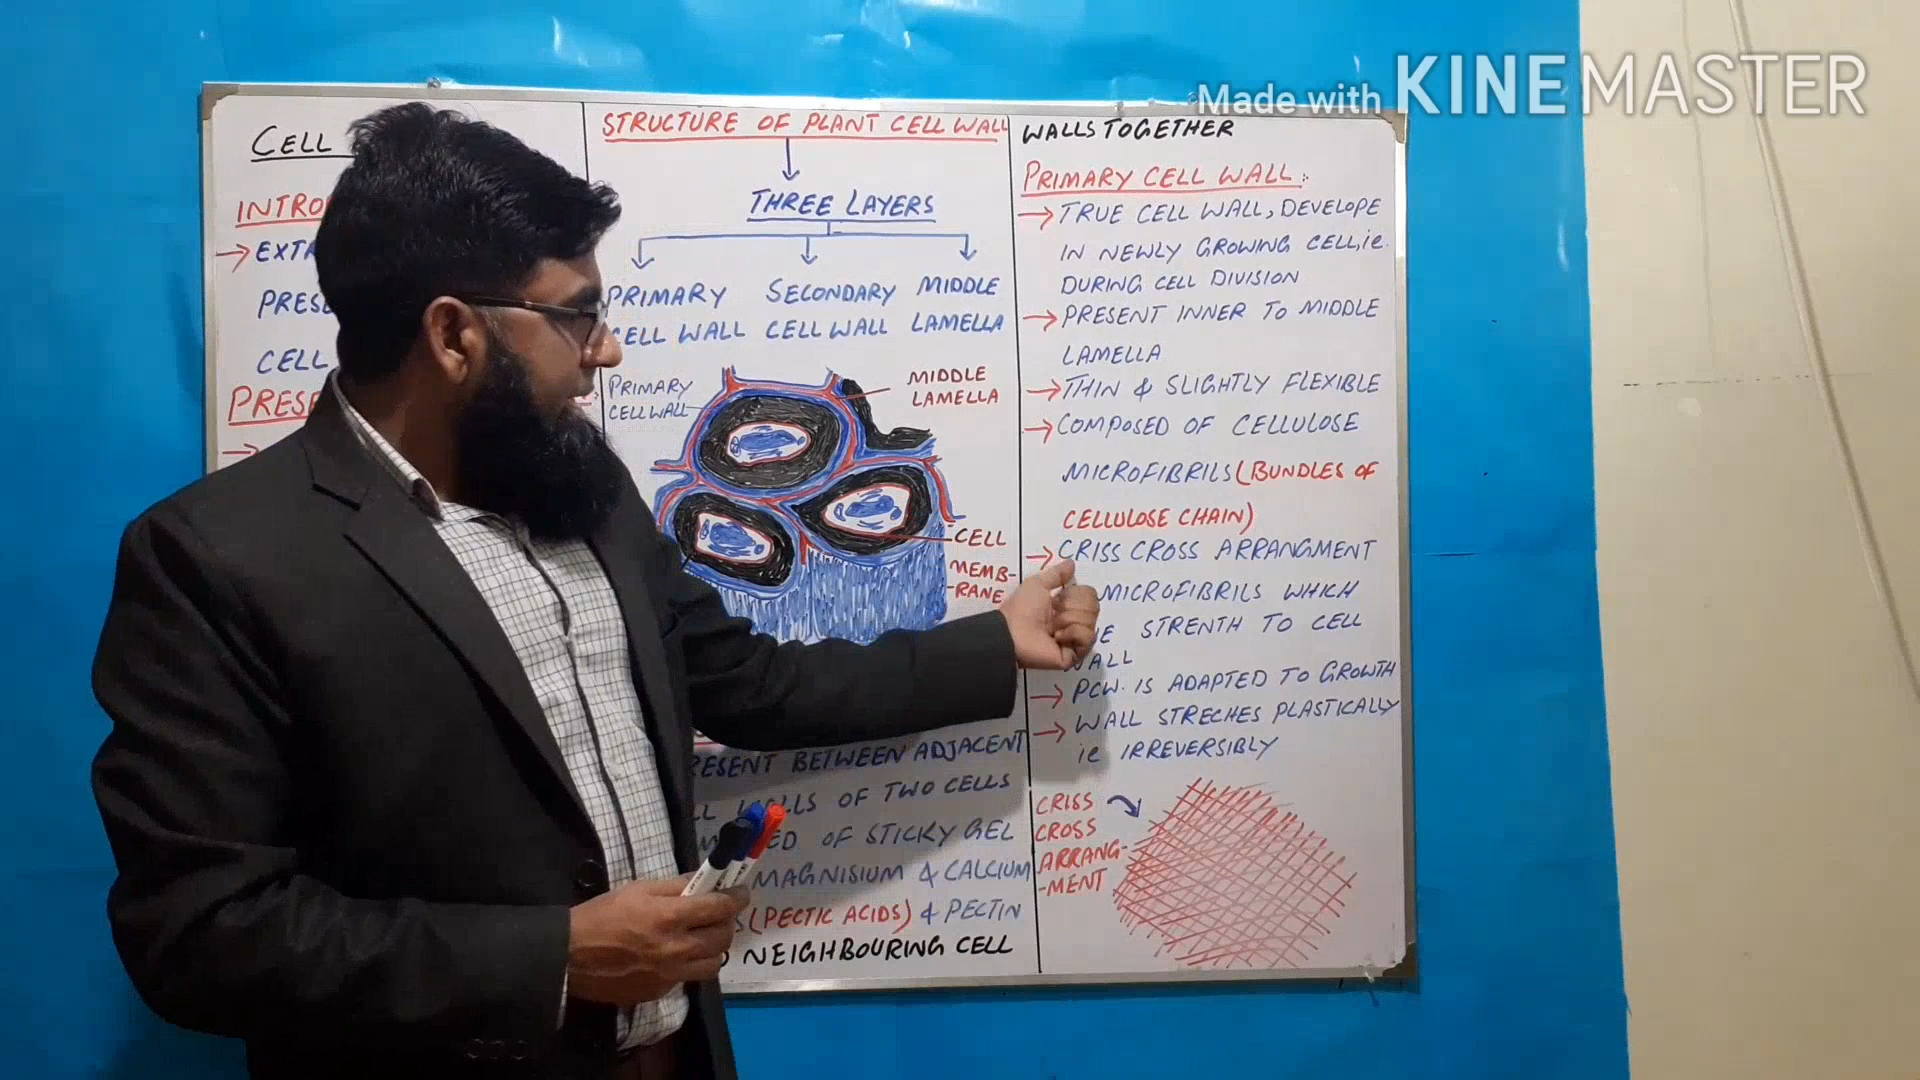 Made with KINEMASTER
CELL
INTRO
EXTR
PRESE
CELL
PRESE
STRUCTURE OF PLANT CELL WALL
THREE LAYERS
PRIMARY SECONDARY MIDDLE
CELL WALL CELL WALL LAMELLA
PRIMARY
CELL WALL
MIDDLE
LAMELLA
CELL
MEMB-
-RANE
RESENT BETWEEN ADJACENT
WALLS OF TWO CELLS
ED OF STICKY GEL
MAGNISIUM & CALCIUM
S (PECTIC ACIDS) & PECTIN
NEIGHBOURING CELL
WALLS TOGETHER
PRIMARY CELL WALL:
→ TRUE CELL WALL, DEVELOPE
IN NEWLY GROWING CELL, ie.
DURING CELL DIVISION
→ PRESENT INNER TO MIDDLE
LAMELLA
→ THIN & SLIGHTLY FLEXIBLE
→ COMPOSED OF CELLULOSE
MICROFIBRILS (BUNDLES OF
CELLULOSE CHAIN)
→ CRISS CROSS ARRANGMENT
MICROFIBRILS WHICH
STRENTH TO CELL
WALL
→ PCW. IS ADAPTED TO GROWTH
→ WALL STRECHES PLASTICALLY
ie IRREVERSIBLY
CRISS
CROSS
ARRANG-
-MENT